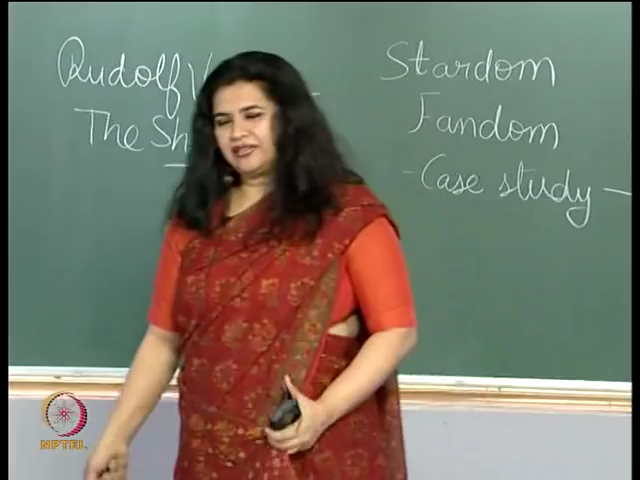 Rudolf V
The Sh
Stardom
Fandom
- Case study -
NPTEL